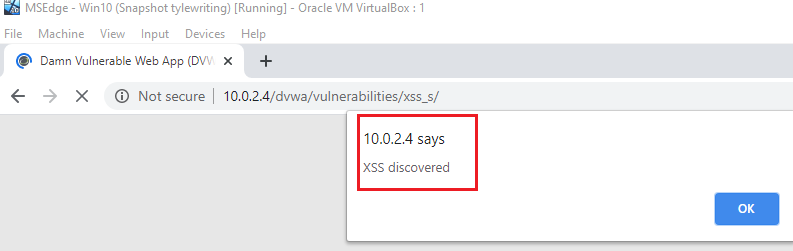 MSEdge - Win10 (Snapshot tylewriting) [Running] - Oracle VM VirtualBox : 1
File Machine View Input Devices Help
Damn Vulnerable Web App (DVW
Not secure 10.0.2.4/dvwa/vulnerabilities/xss_s/
10.0.2.4 says
XSS discovered
OK